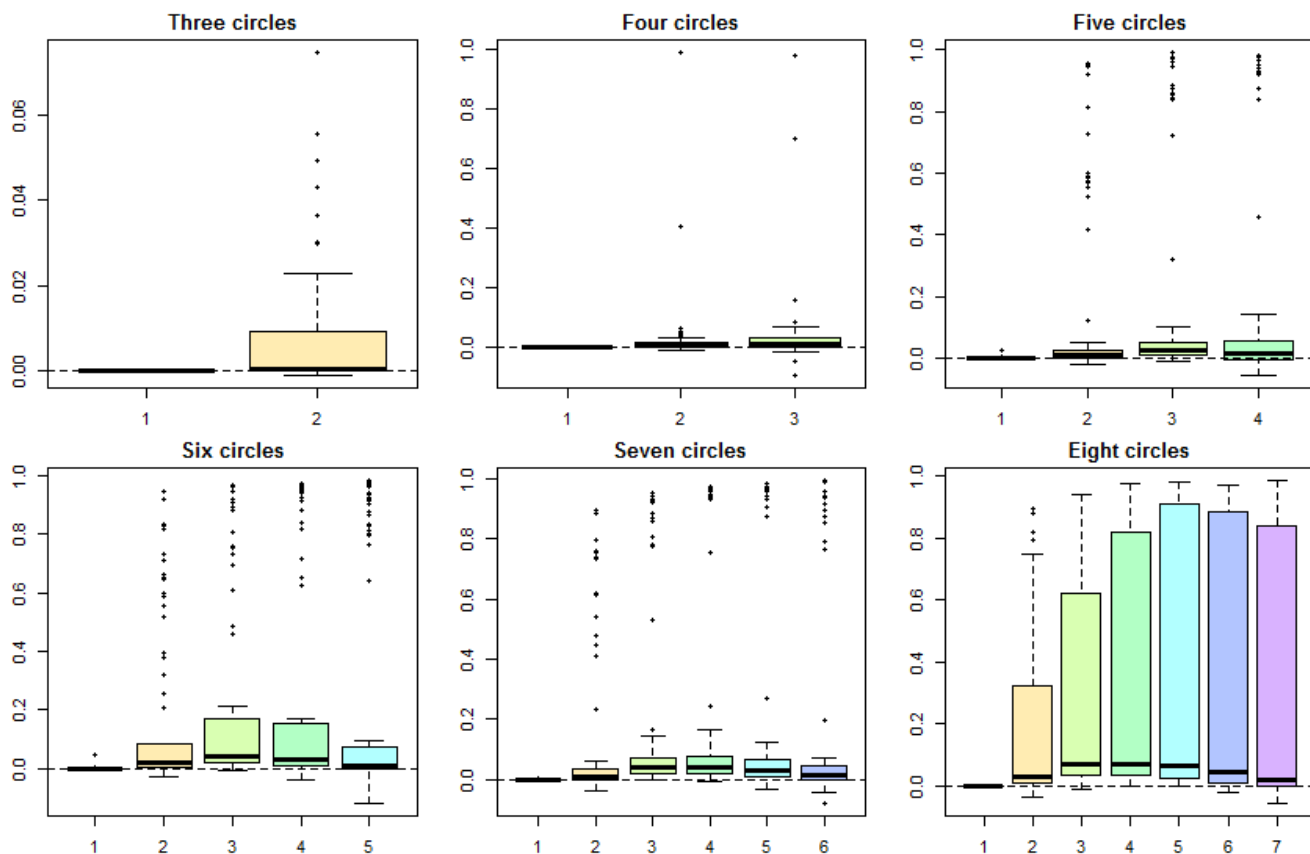 Three circles
0.00 0.02 0.04 0.06
1 2
Four circles
0.0 0.2 0.4 0.6 0.8 1.0
1 2 3
Five circles
0.0 0.2 0.4 0.6 0.8 1.0
1 2 3 4
Six circles
0.0 0.2 0.4 0.6 0.8 1.0
1 2 3 4 5
Seven circles
0.0 0.2 0.4 0.6 0.8 1.0
1 2 3 4 5 6
Eight circles
0.0 0.2 0.4 0.6 0.8 1.0
1 2 3 4 5 6 7